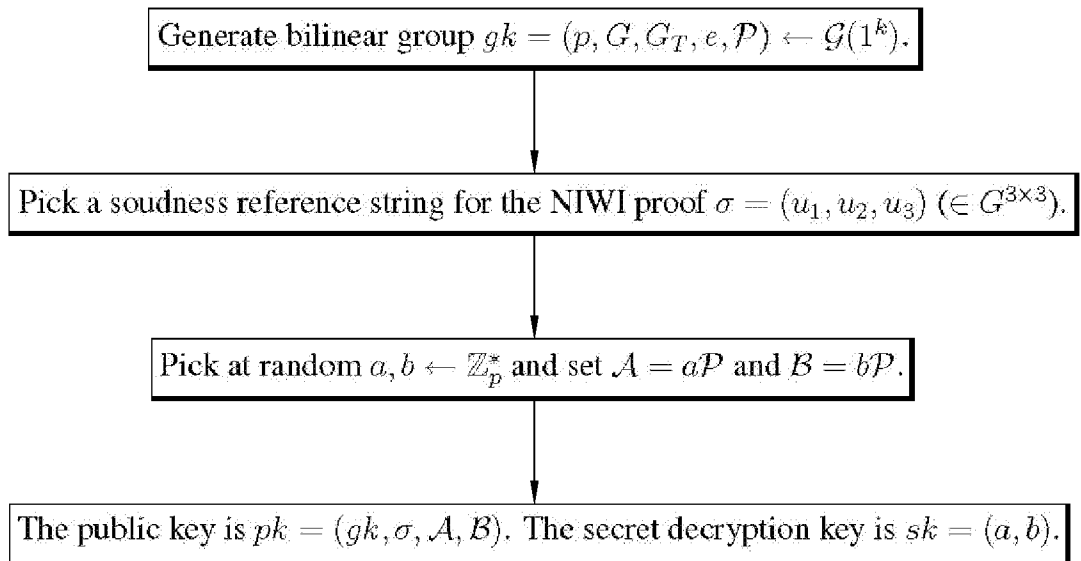 Generate bilinear group gk = (p, G, G_T, e, 𝒫) ← 𝒢(1^k).
Pick a soudness reference string for the NIWI proof σ = (u_1, u_2, u_3) (∈ G^{3×3}).
Pick at random a, b ← ℤ_p^* and set 𝒜 = a𝒫 and ℬ = b𝒫.
The public key is pk = (gk, σ, 𝒜, ℬ). The secret decryption key is sk = (a, b).